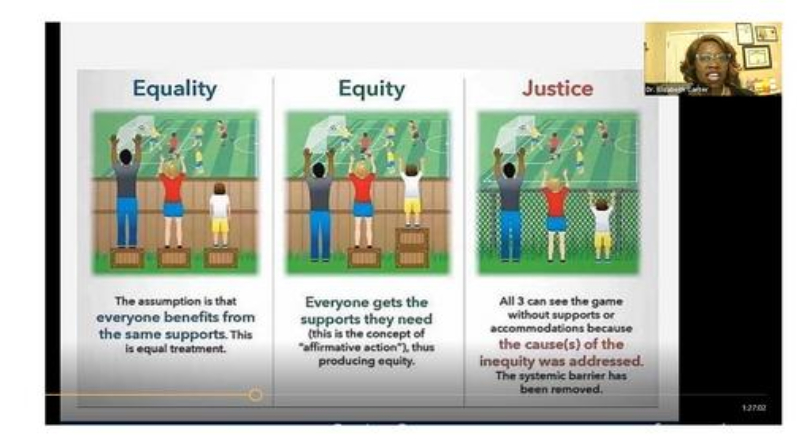 Equality
The assumption is that
everyone benefits from
the same supports. This
is equal treatment.
Equity
Everyone gets the
supports they need
(this is the concept of
"affirmative action"), thus
producing equity.
Justice
All 3 can see the game
without supports or
accommodations because
the cause(s) of the
inequity was addressed.
The systemic barrier has
been removed.
Dr. Elizabeth Carter
1:27:02